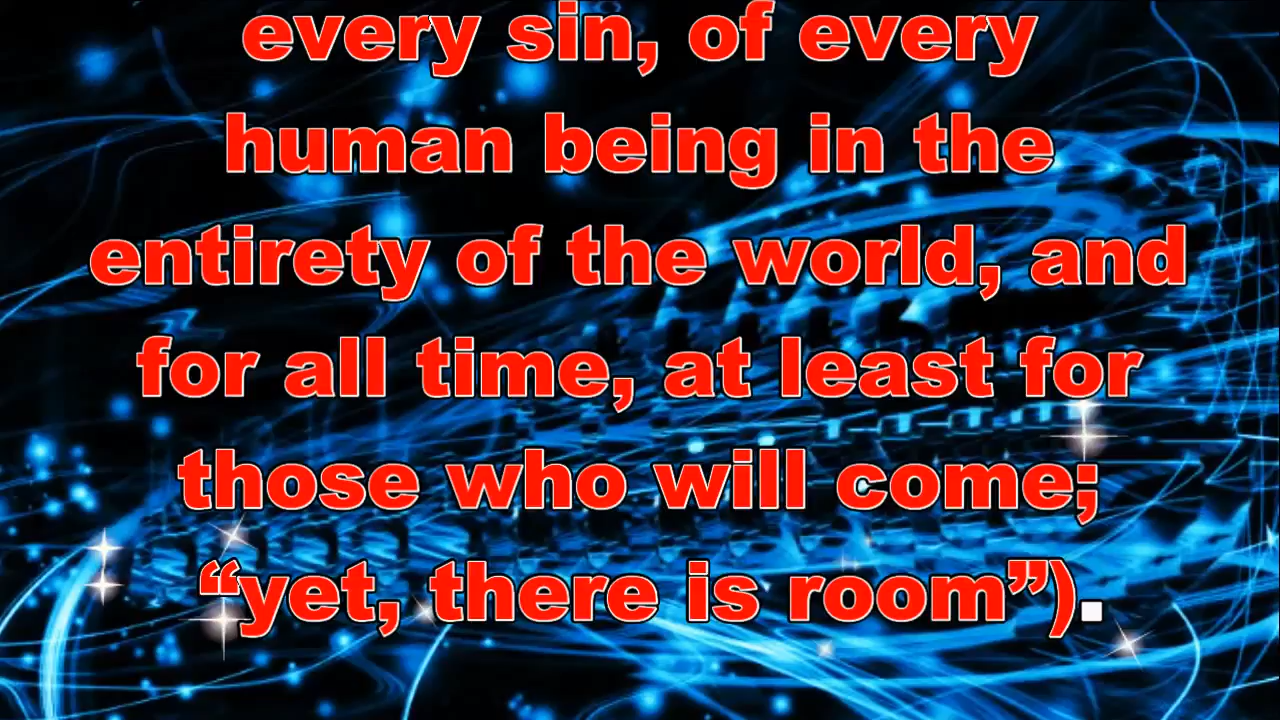 every sin, of every
human being in the
entirety of the world, and
for all time, at least for
those who will come;
“yet, there is room”).